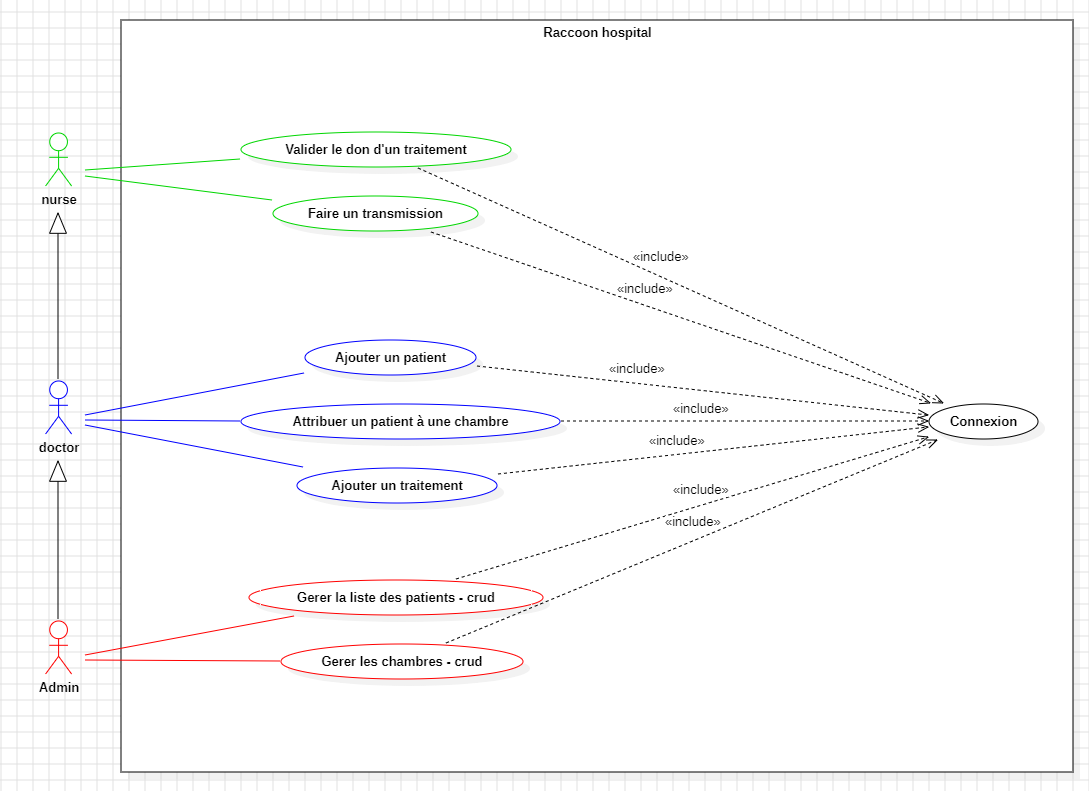 Raccoon hospital
Valider le don d'un traitement
nurse
Faire un transmission
«include»
«include»
Ajouter un patient
«include»
«include»
Attribuer un patient à une chambre
Connexion
doctor
«include»
Ajouter un traitement
«include»
«include»
Gerer la liste des patients - crud
Gerer les chambres - crud
Admin